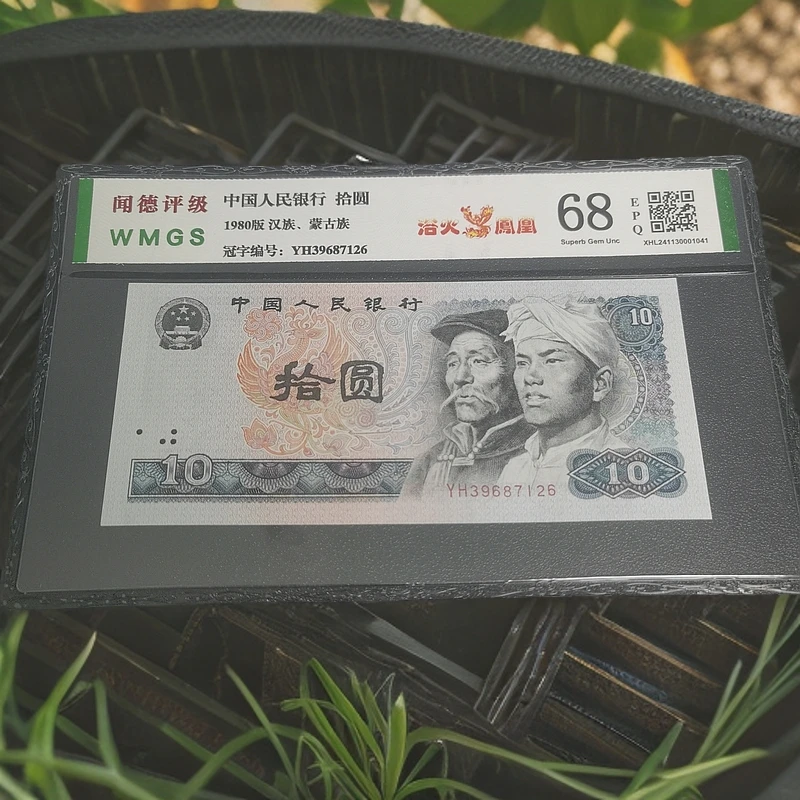 闻德评级
WMGS
中国人民银行 拾圆
1980版 汉族、蒙古族
冠字编号：YH39687126
浴火鳳凰
68
Superb Gem Unc
EPQ
XHL241130001041
中国人民银行
拾圆
10
10
YH39687126
10